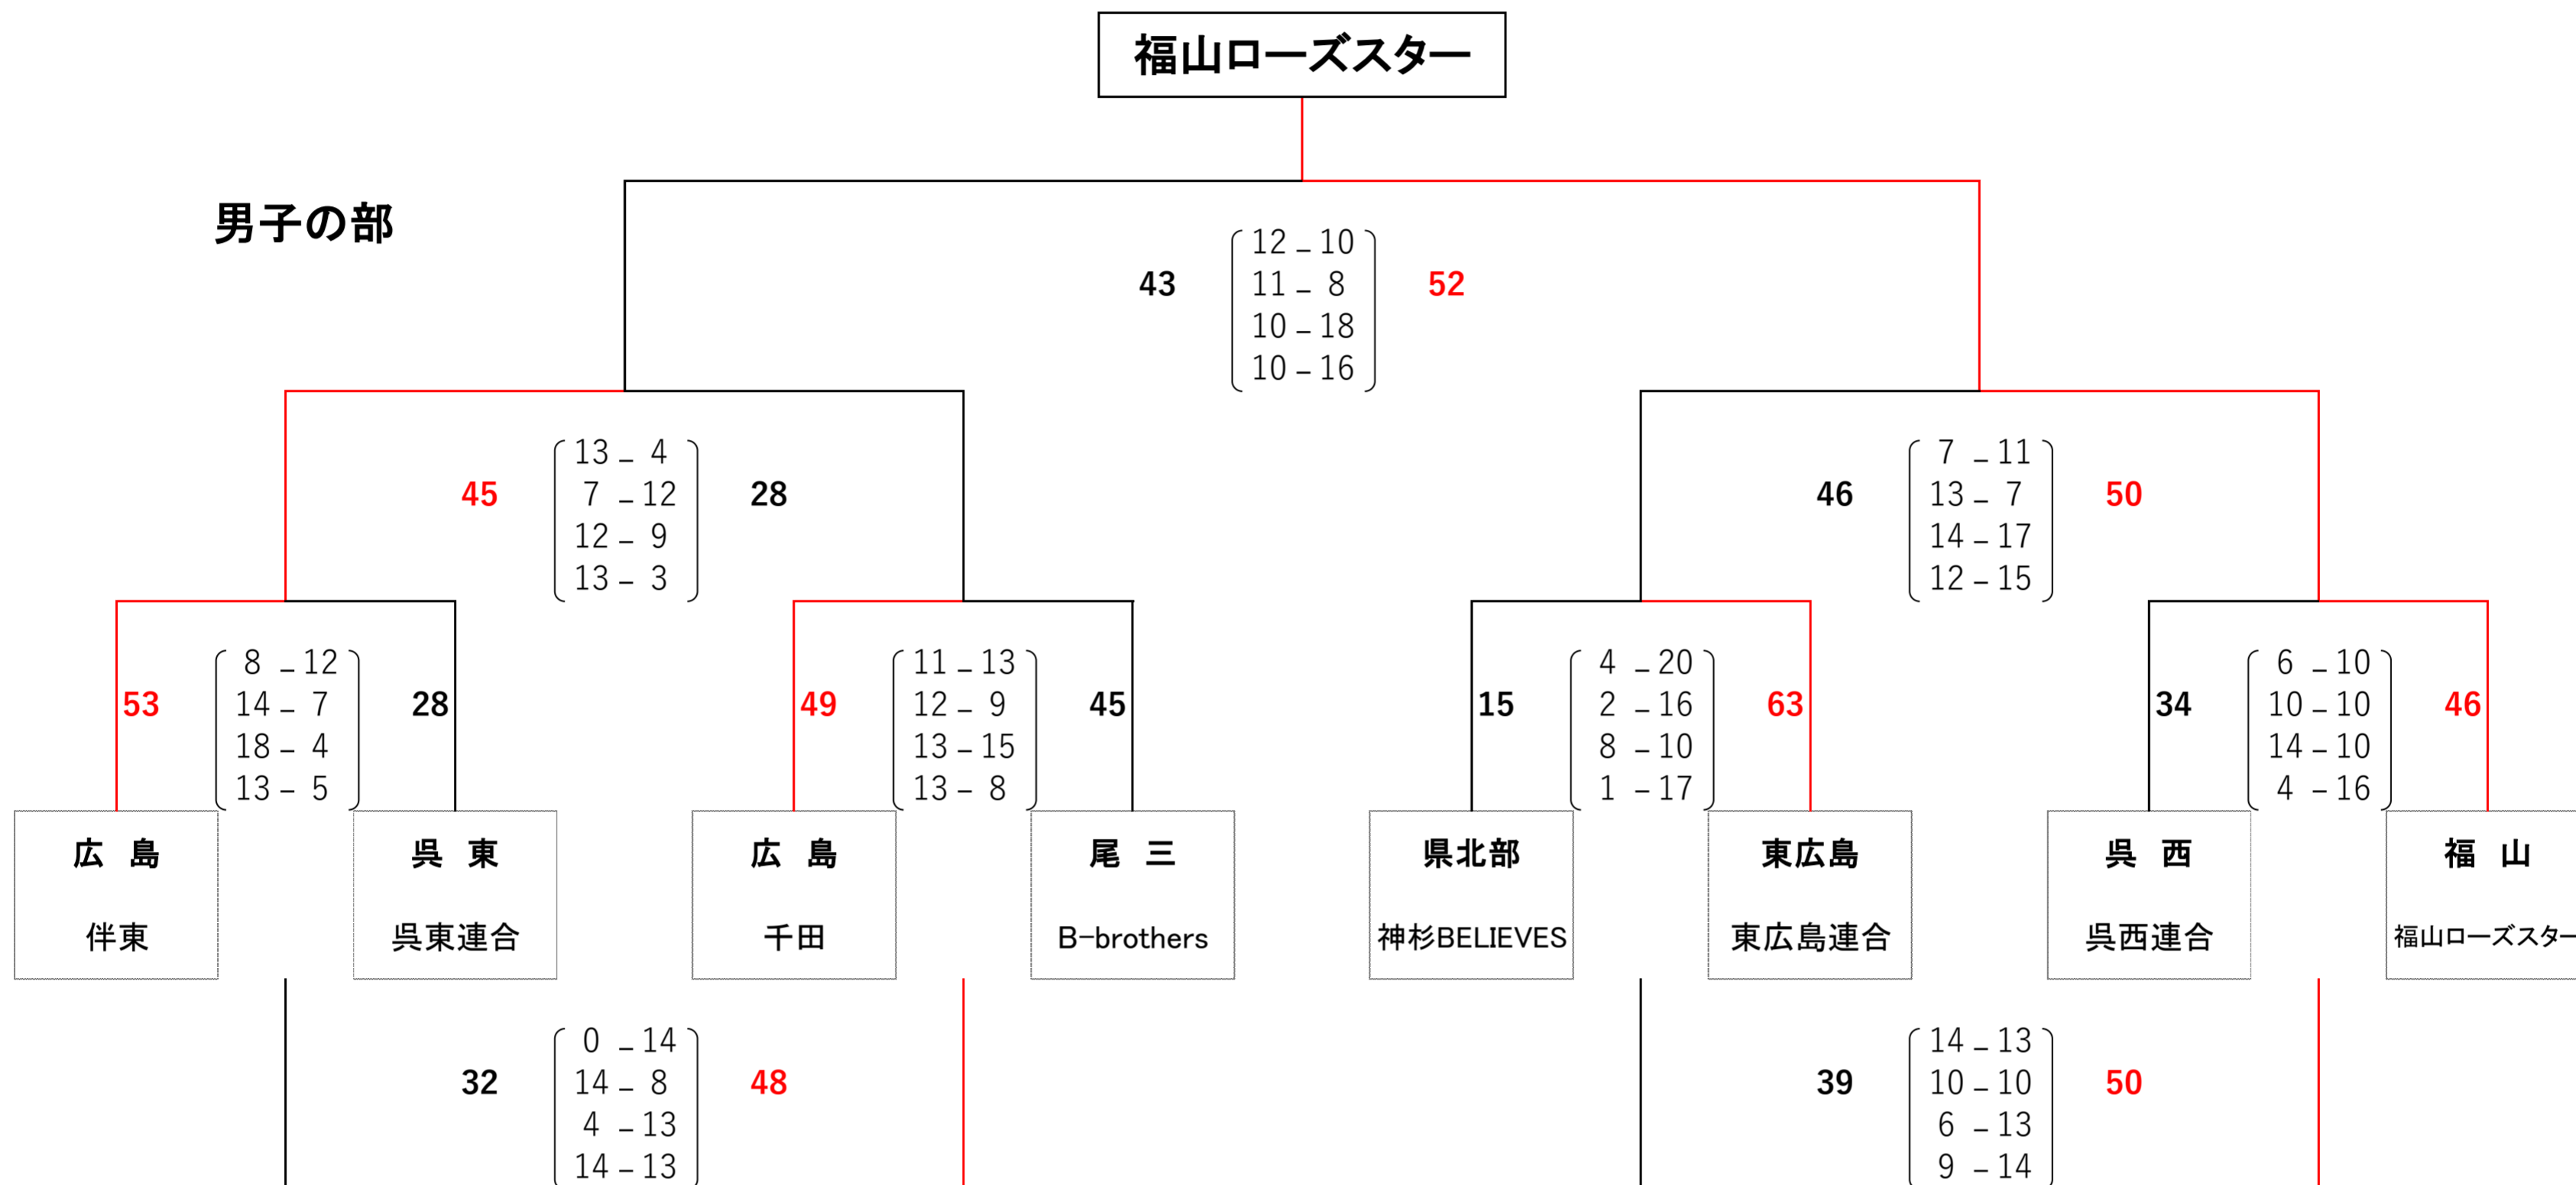 福山ローズスター
男子の部
43
12 – 10
11 – 8
10 – 18
10 – 16
52
45
13 – 4
7 – 12
12 – 9
13 – 3
28
46
7 – 11
13 – 7
14 – 17
12 – 15
50
53
8 – 12
14 – 7
18 – 4
13 – 5
28
49
11 – 13
12 – 9
13 – 15
13 – 8
45
15
4 – 20
2 – 16
8 – 10
1 – 17
63
34
6 – 10
10 – 10
14 – 10
4 – 16
46
広 島
伴東
呉 東
呉東連合
広 島
千田
尾 三
B-brothers
県北部
神杉BELIEVES
東広島
東広島連合
呉 西
呉西連合
福 山
福山ローズスター
32
0 – 14
14 – 8
4 – 13
14 – 13
48
39
14 – 13
10 – 10
6 – 13
9 – 14
50